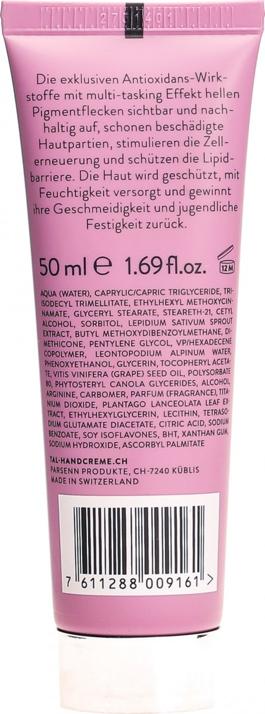 Die exklusiven Antioxidans-Wirk-
stoffe mit multi-tasking Effekt hellen
Pigmentflecken sichtbar und nach-
haltig auf, schonen beschädigte
Hautpartien, stimulieren die Zell-
erneuerung und schützen die Lipid-
barriere. Die Haut wird geschützt, mit
Feuchtigkeit versorgt und gewinnt
ihre Geschmeidigkeit und jugendliche
Festigkeit zurück.
50 ml ℮ 1.69 fl.oz. 12 M
AQUA (WATER), CAPRYLIC/CAPRIC TRIGLYCERIDE, TRI-
ISODECYL TRIMELLITATE, ETHYLHEXYL METHOXYCIN-
NAMATE, GLYCERYL STEARATE, STEARETH-21, CETYL
ALCOHOL, SORBITOL, LEPIDIUM SATIVUM SPROUT
EXTRACT, BUTYL METHOXYDIBENZOYLMETHANE, DI-
METHICONE, PENTYLENE GLYCOL, VP/HEXADECENE
COPOLYMER, LEONTOPODIUM ALPINUM WATER,
PHENOXYETHANOL, GLYCERIN, TOCOPHERYL ACETA-
TE, VITIS VINIFERA (GRAPE) SEED OIL, POLYSORBATE
20, PHYTOSTERYL CANOLA GLYCERIDES, ALCOHOL,
ARGININE, CARBOMER, PARFUM (FRAGRANCE), TITA-
NIUM DIOXIDE, PLANTAGO LANCEOLATA LEAF EX-
TRACT, ETHYLHEXYLGLYCERIN, LECITHIN, TETRASO-
DIUM GLUTAMATE DIACETATE, CITRIC ACID, SODIUM
BENZOATE, SOY ISOFLAVONES, BHT, XANTHAN GUM,
SODIUM HYDROXIDE, ASCORBYL PALMITATE
TAL-HANDCREME.CH
PARSENN PRODUKTE, CH-7240 KÜBLIS
MADE IN SWITZERLAND
7 611288 009161 >